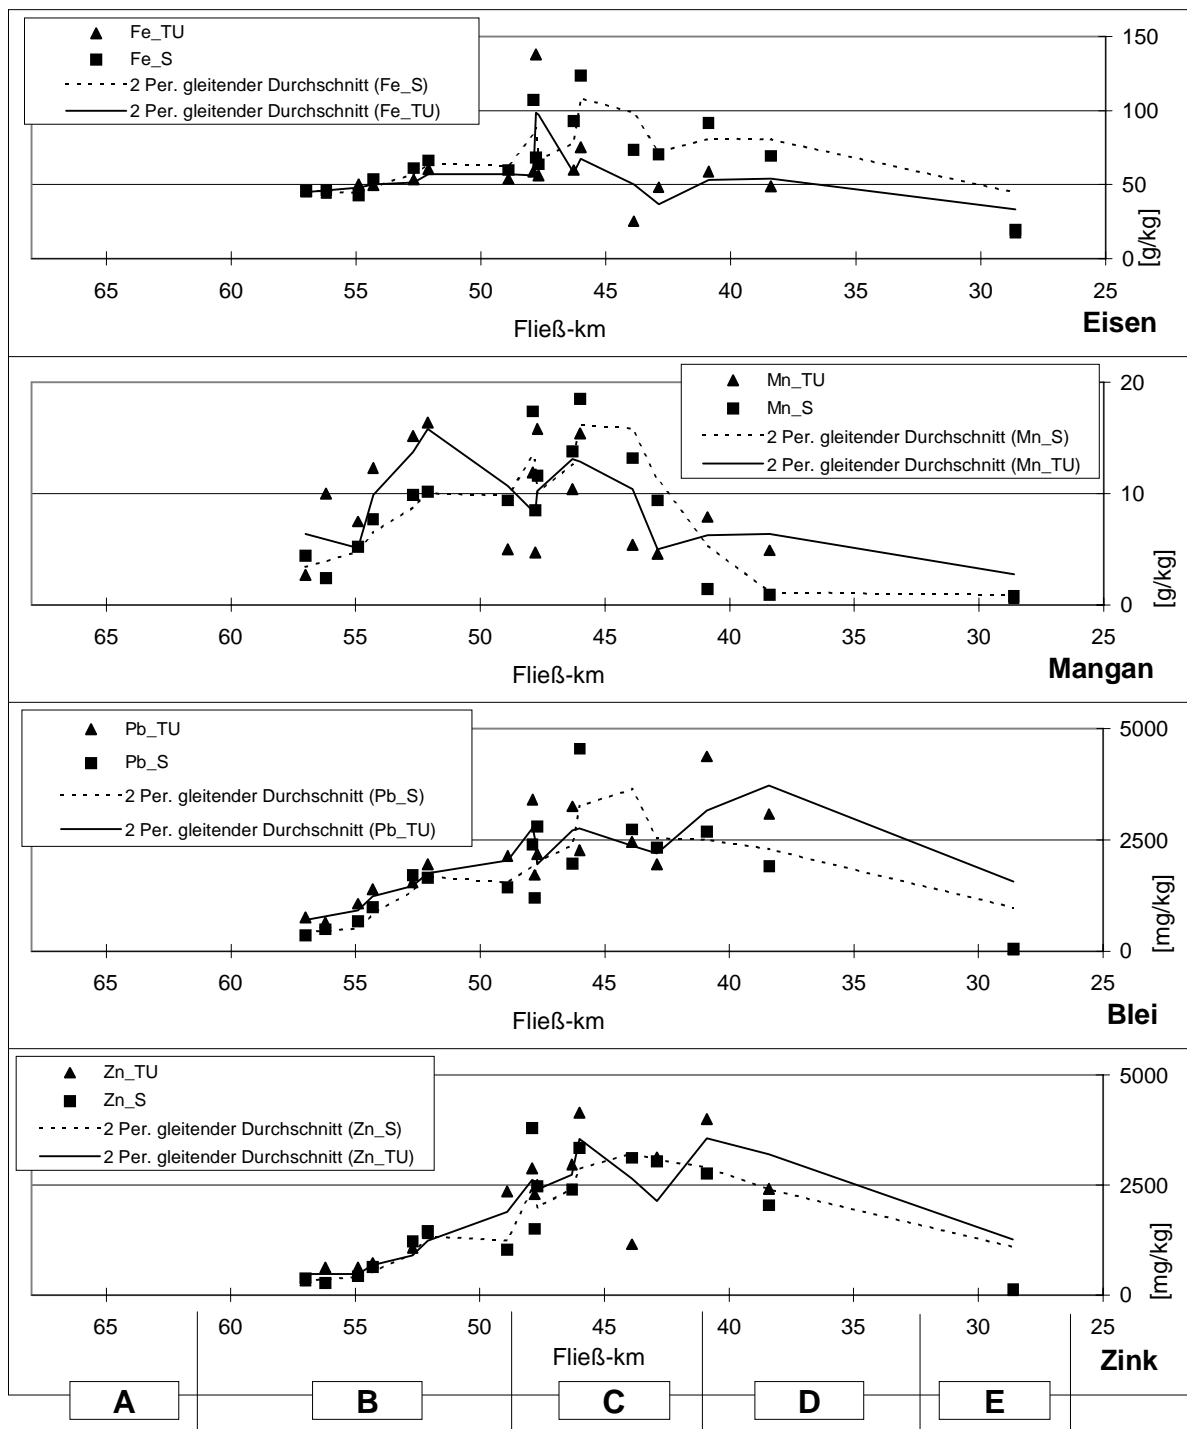 Fe_TU
Fe_S
2 Per. gleitender Durchschnitt (Fe_S)
2 Per. gleitender Durchschnitt (Fe_TU)
150
100
50
0
[g/kg]
65 60 55 50 45 40 35 30 25
Fließ-km
Eisen
Mn_TU
Mn_S
2 Per. gleitender Durchschnitt (Mn_S)
2 Per. gleitender Durchschnitt (Mn_TU)
20
10
0
[g/kg]
65 60 55 50 45 40 35 30 25
Fließ-km
Mangan
Pb_TU
Pb_S
2 Per. gleitender Durchschnitt (Pb_S)
2 Per. gleitender Durchschnitt (Pb_TU)
5000
2500
0
[mg/kg]
65 60 55 50 45 40 35 30 25
Fließ-km
Blei
Zn_TU
Zn_S
2 Per. gleitender Durchschnitt (Zn_S)
2 Per. gleitender Durchschnitt (Zn_TU)
5000
2500
0
[mg/kg]
65 60 55 50 45 40 35 30 25
Fließ-km
Zink
A B C D E